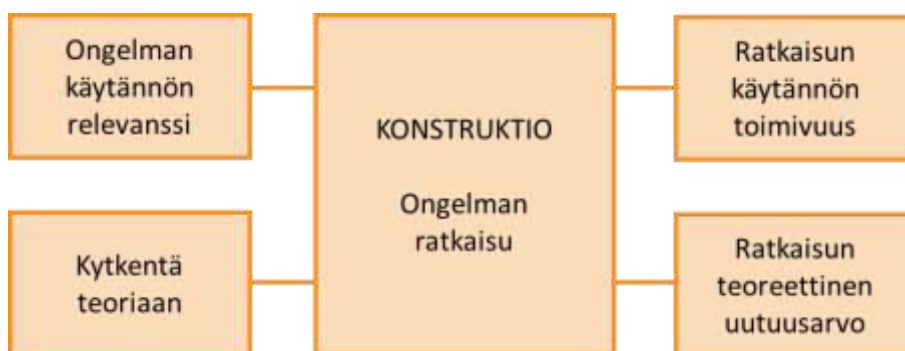 Ongelman
käytännön
relevanssi
Kytkentä
teoriaan
KONSTRUKTIO
Ongelman
ratkaisu
Ratkaisun
käytännön
toimivuus
Ratkaisun
teoreettinen
uutuusarvo